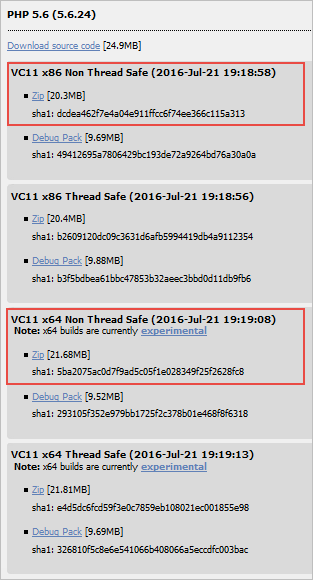 PHP 5.6 (5.6.24)
Download source code [24.9MB]
VC11 x86 Non Thread Safe (2016-Jul-21 19:18:58)
Zip [20.3MB]
sha1: dcdea462f7e4a04e911ffcc6f74ee366c115a313
Debug Pack [9.69MB]
sha1: 49412695a7806429bc193de72a9264bd76a30a0a
VC11 x86 Thread Safe (2016-Jul-21 19:18:56)
Zip [20.4MB]
sha1: b2609120dc09c3631d6afb5994419db4a9112354
Debug Pack [9.88MB]
sha1: b3f5bdbea61bbc47853b32aeec3bbd0d11db9fb6
VC11 x64 Non Thread Safe (2016-Jul-21 19:19:08)
Note: x64 builds are currently experimental
Zip [21.68MB]
sha1: 5ba2075ac0d7f9ad5c05f1e028349f25f2628fc8
Debug Pack [9.52MB]
sha1: 293105f352e979bb1725f2c378b01e468f8f6318
VC11 x64 Thread Safe (2016-Jul-21 19:19:13)
Note: x64 builds are currently experimental
Zip [21.81MB]
sha1: e4d5dc6fcd59f3e0c7859eb108021ec001855e98
Debug Pack [9.69MB]
sha1: 326810f5c8e6e541066b408066a5eccdfc003bac